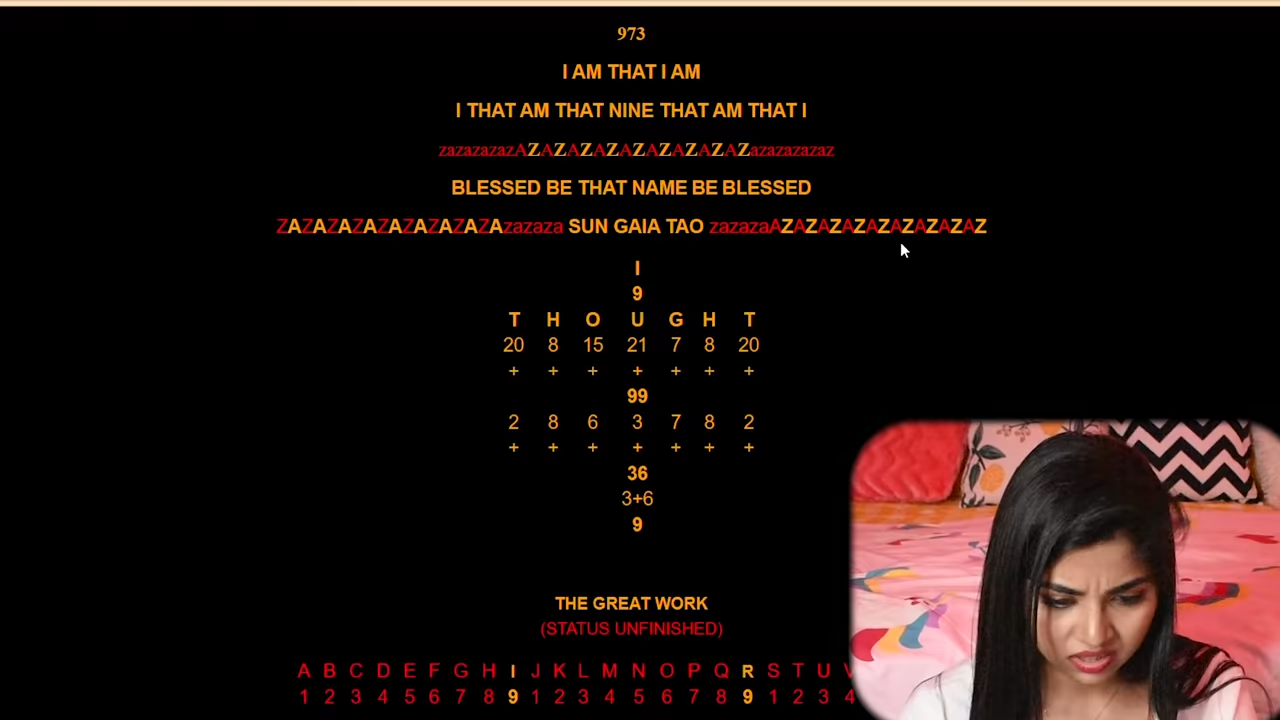 973
I AM THAT I AM
I THAT AM THAT NINE THAT AM THAT I
zazazazazAZAZAZAZAZAZAZAZAZazazazazaz
BLESSED BE THAT NAME BE BLESSED
ZAZAZAZAZAZAZAZAZAzazaza SUN GAIA TAO zazazaAZAZAZAZAZAZAZAZAZ
I
9
T H O U G H T
20 8 15 21 7 8 20
+ + + + + + +
99
2 8 6 3 7 8 2
+ + + + + + +
36
3+6
9
THE GREAT WORK
(STATUS UNFINISHED)
A B C D E F G H I J K L M N O P Q R S T U V
1 2 3 4 5 6 7 8 9 1 2 3 4 5 6 7 8 9 1 2 3 4